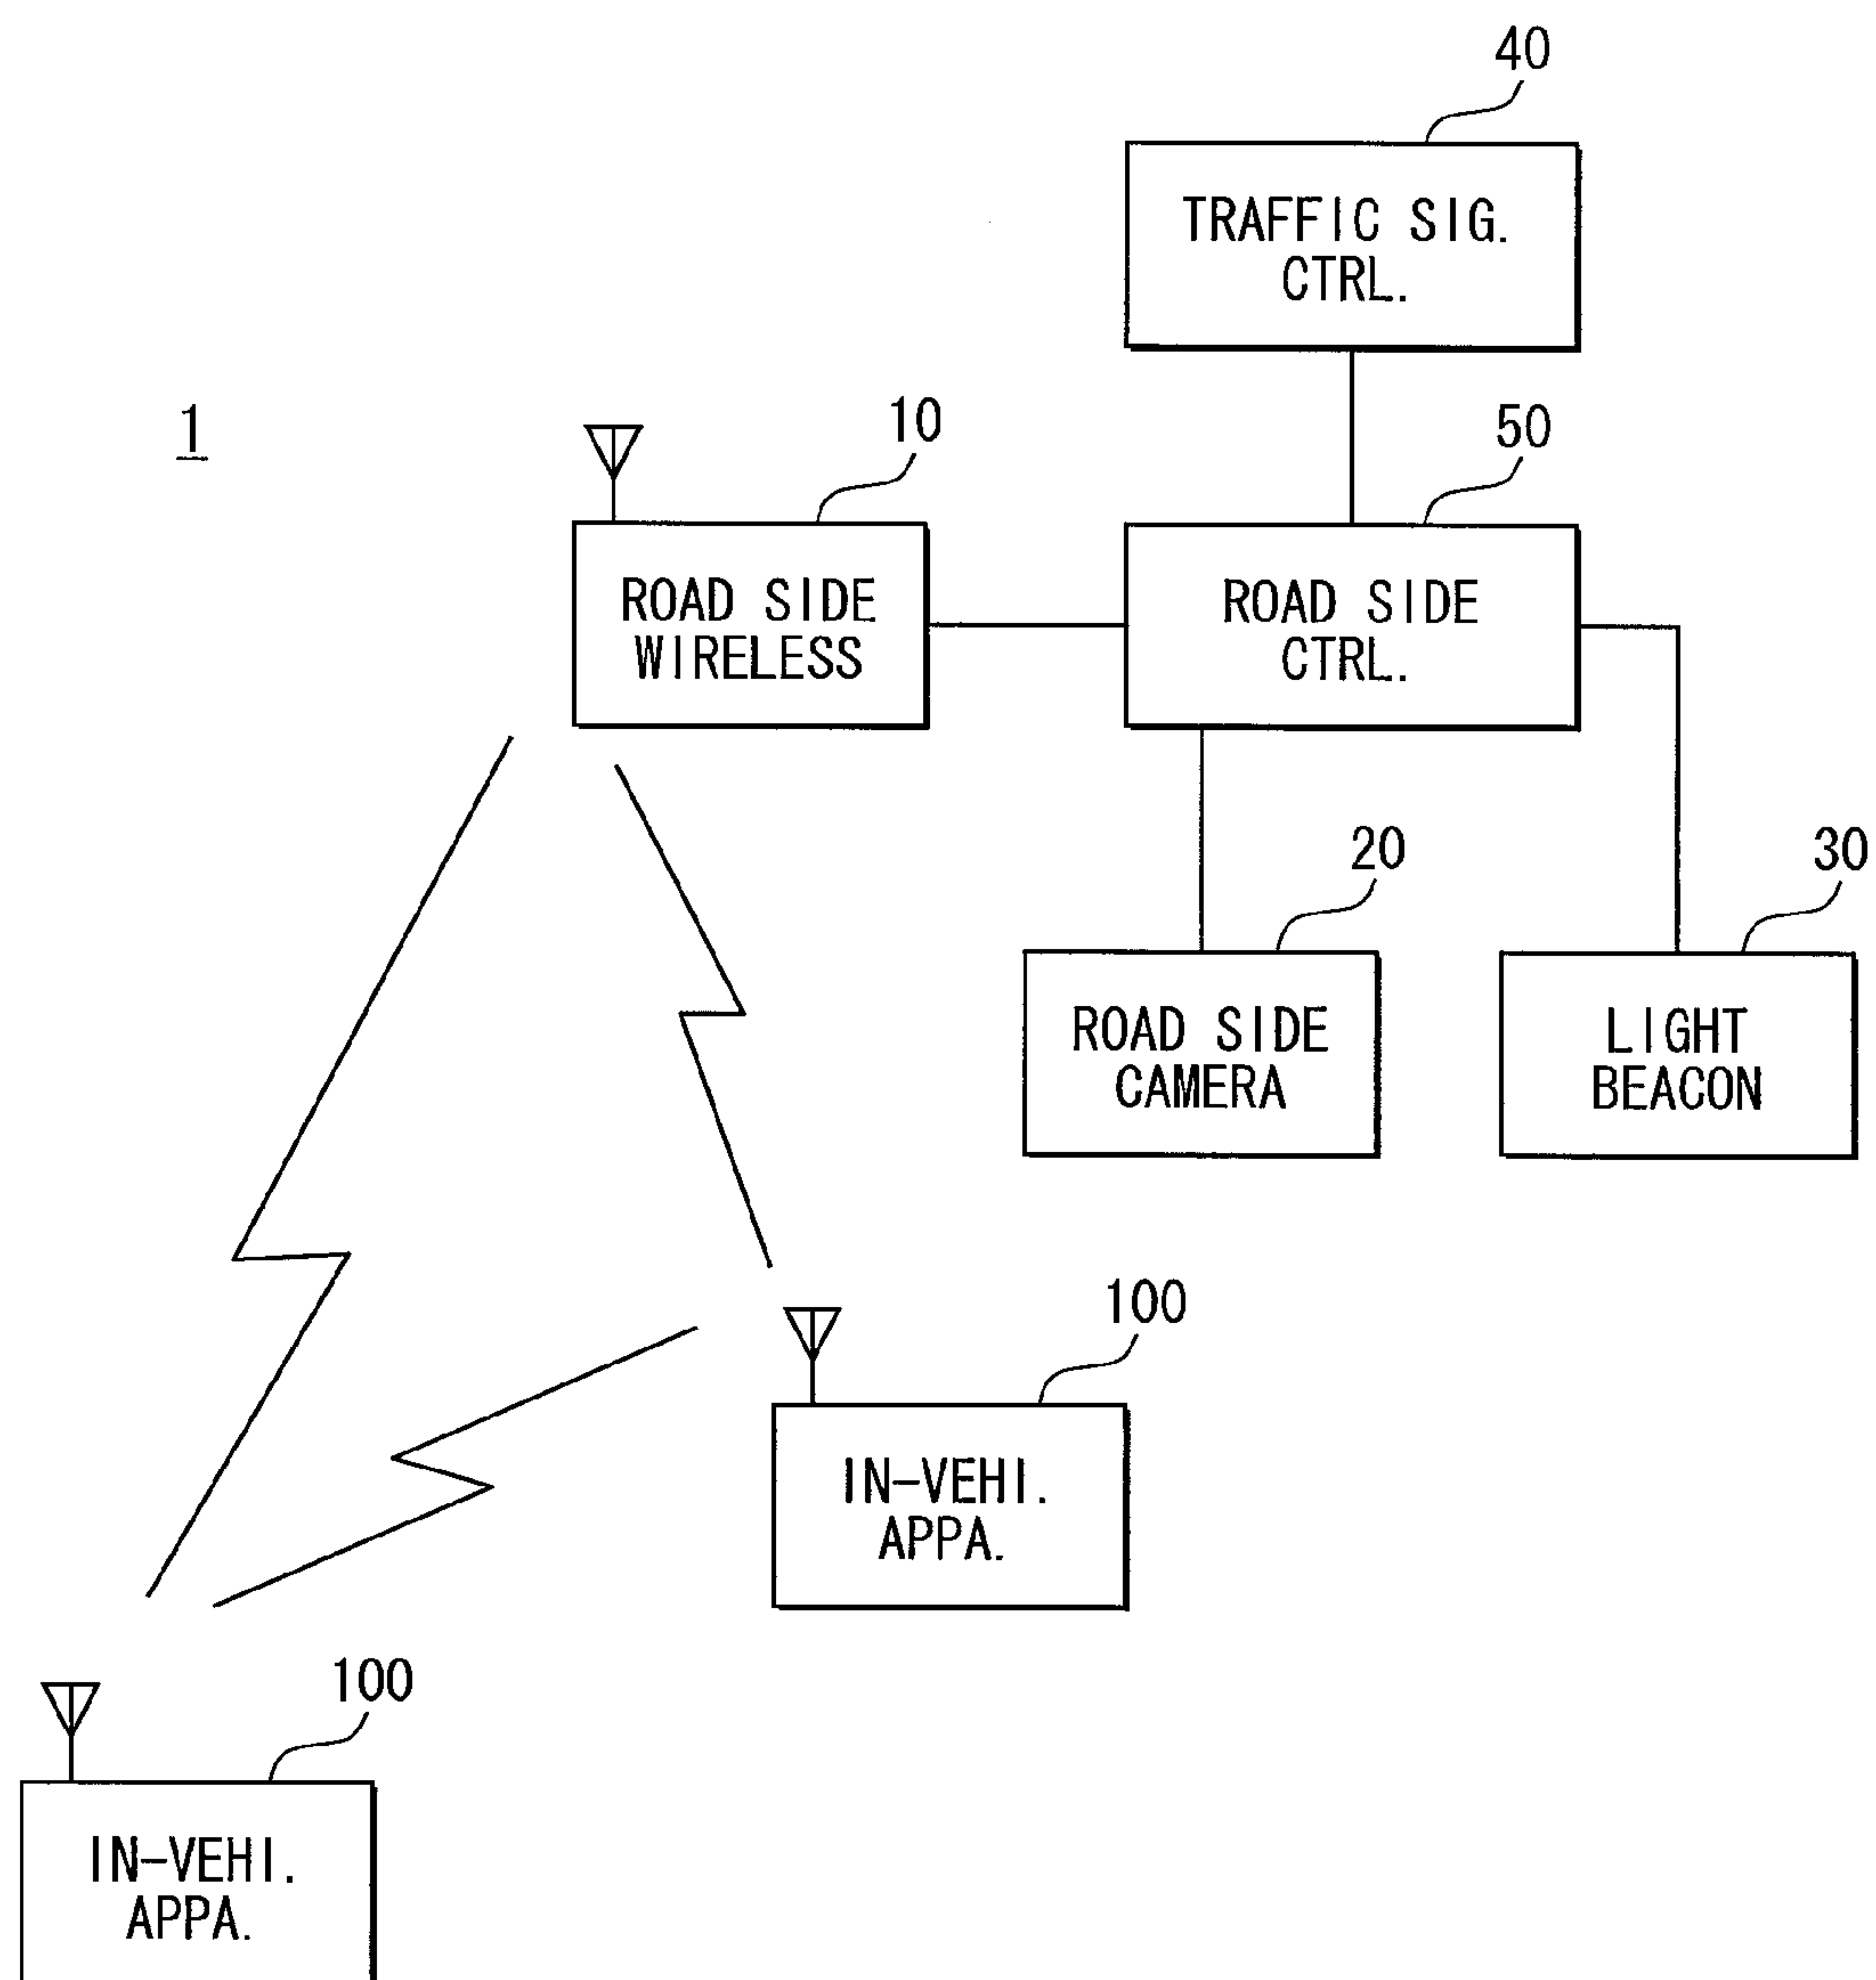 40
TRAFFIC SIG.
CTRL.
1
10
50
ROAD SIDE
WIRELESS
ROAD SIDE
CTRL.
20
30
ROAD SIDE
CAMERA
LIGHT
BEACON
100
IN-VEHI.
APPA.
100
IN-VEHI.
APPA.